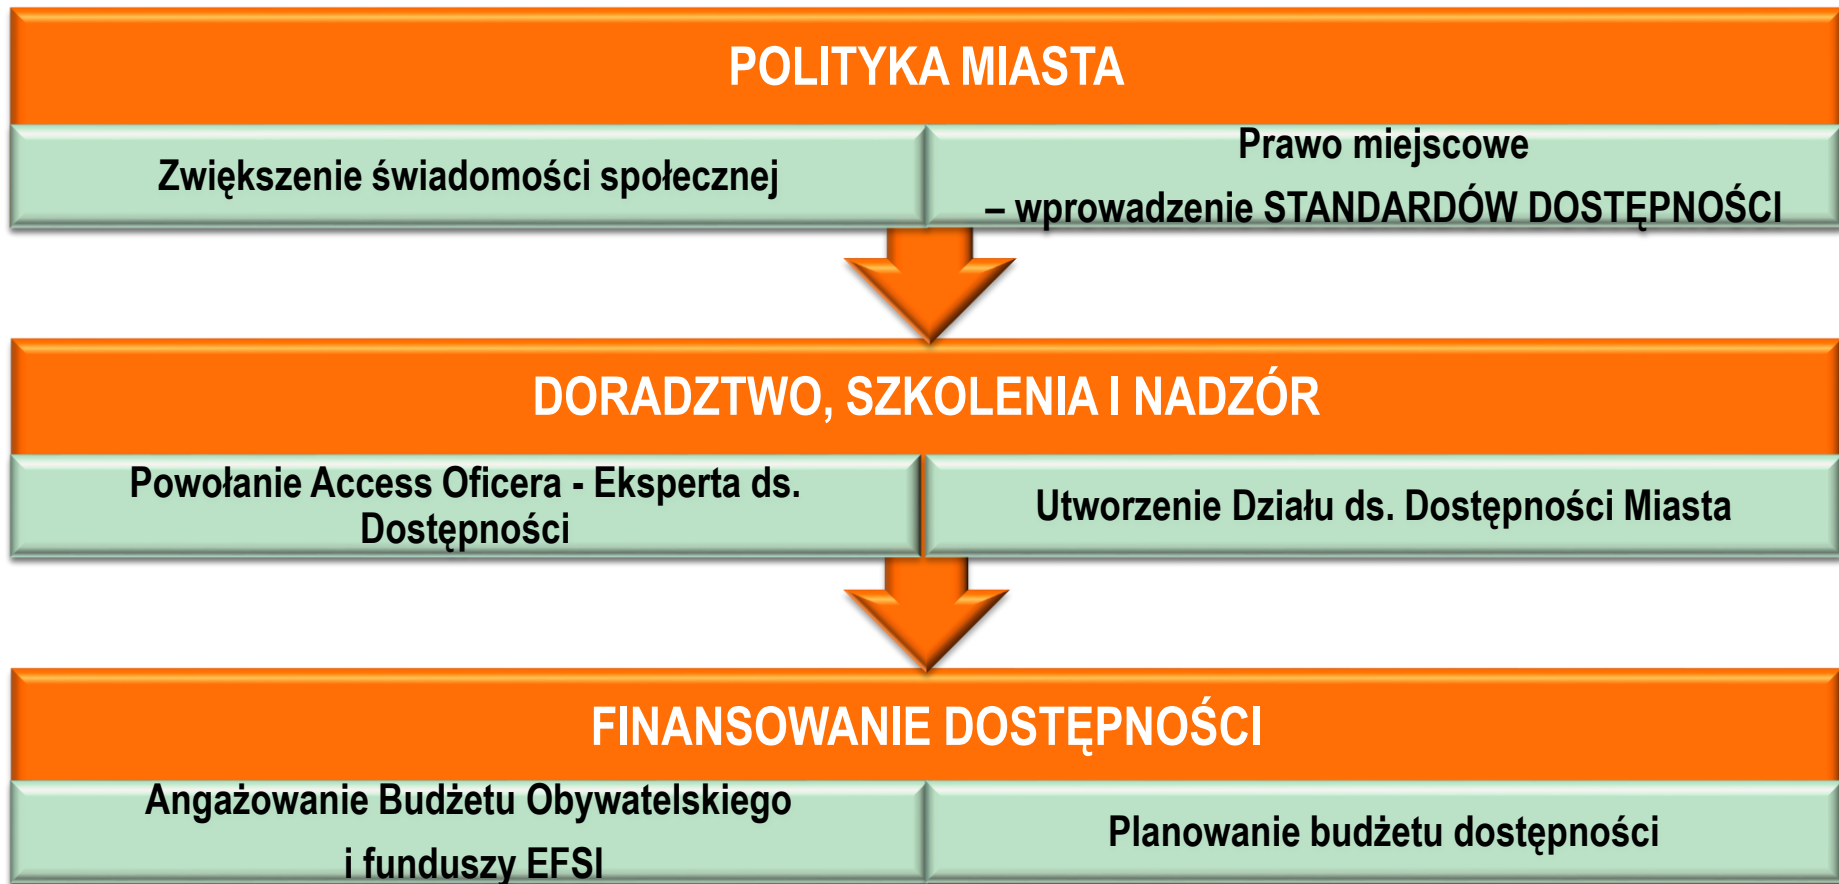 POLITYKA MIASTA
Zwiększenie świadomości społecznej
Prawo miejscowe
– wprowadzenie STANDARDÓW DOSTĘPNOŚCI
DORADZTWO, SZKOLENIA I NADZÓR
Powołanie Access Oficera - Eksperta ds.
Dostępności
Utworzenie Działu ds. Dostępności Miasta
FINANSOWANIE DOSTĘPNOŚCI
Angażowanie Budżetu Obywatelskiego
i funduszy EFSI
Planowanie budżetu dostępności